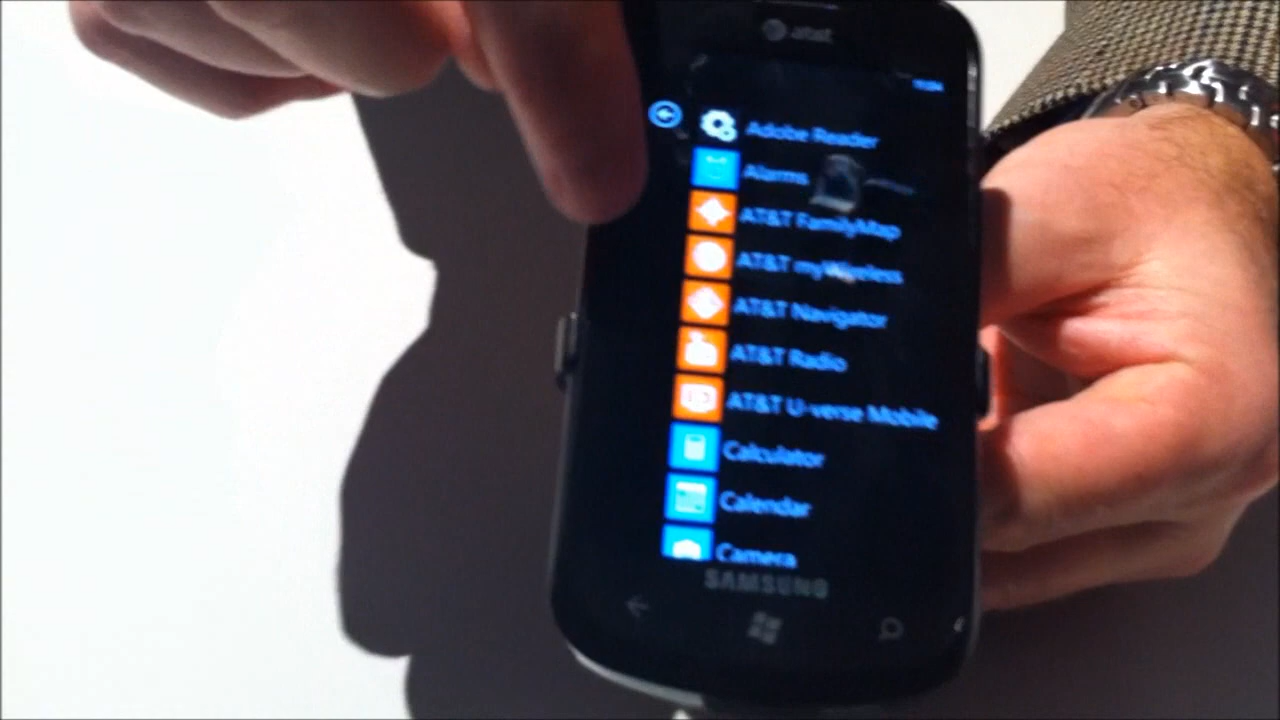 at&t
Adobe Reader
Alarms
AT&T FamilyMap
AT&T myWireless
AT&T Navigator
AT&T Radio
AT&T U-verse Mobile
Calculator
Calendar
Camera
SAMSUNG